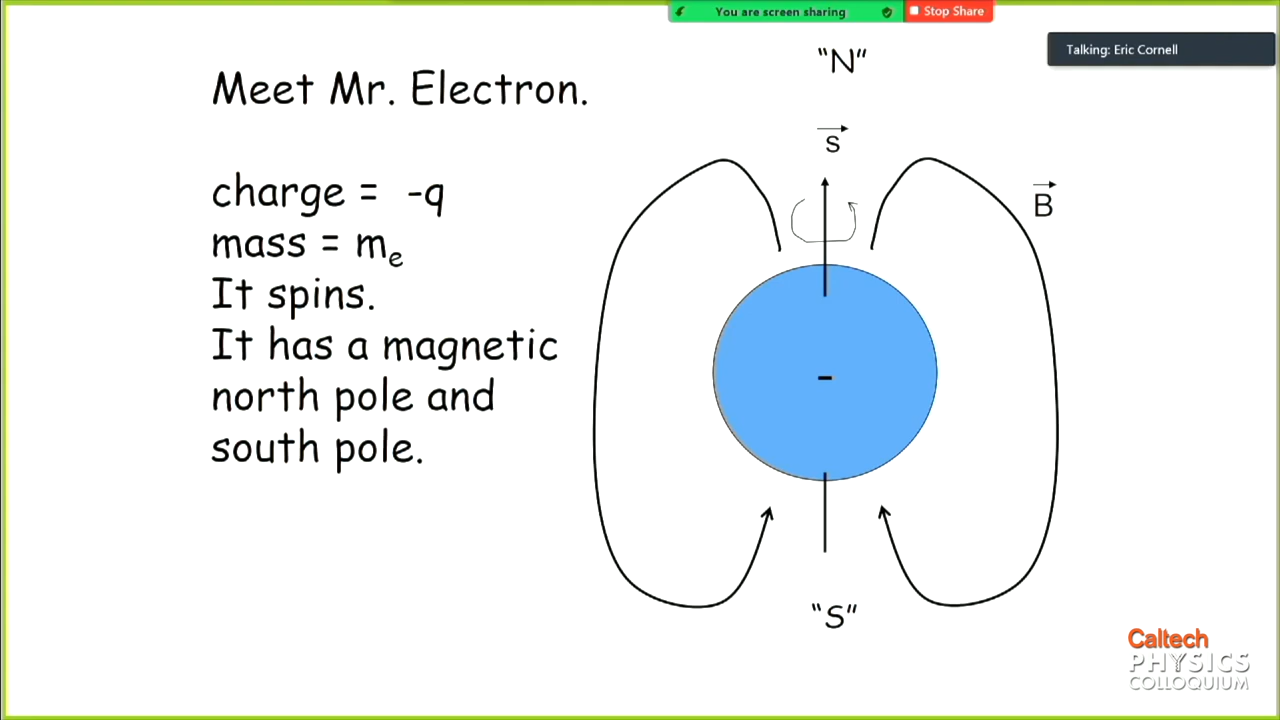 You are screen sharing
Stop Share
Talking: Eric Cornell
Meet Mr. Electron.
charge = -q
mass = mₑ
It spins.
It has a magnetic
north pole and
south pole.
"N"
s
B
-
"S"
Caltech
PHYSICS
COLLOQUIUM